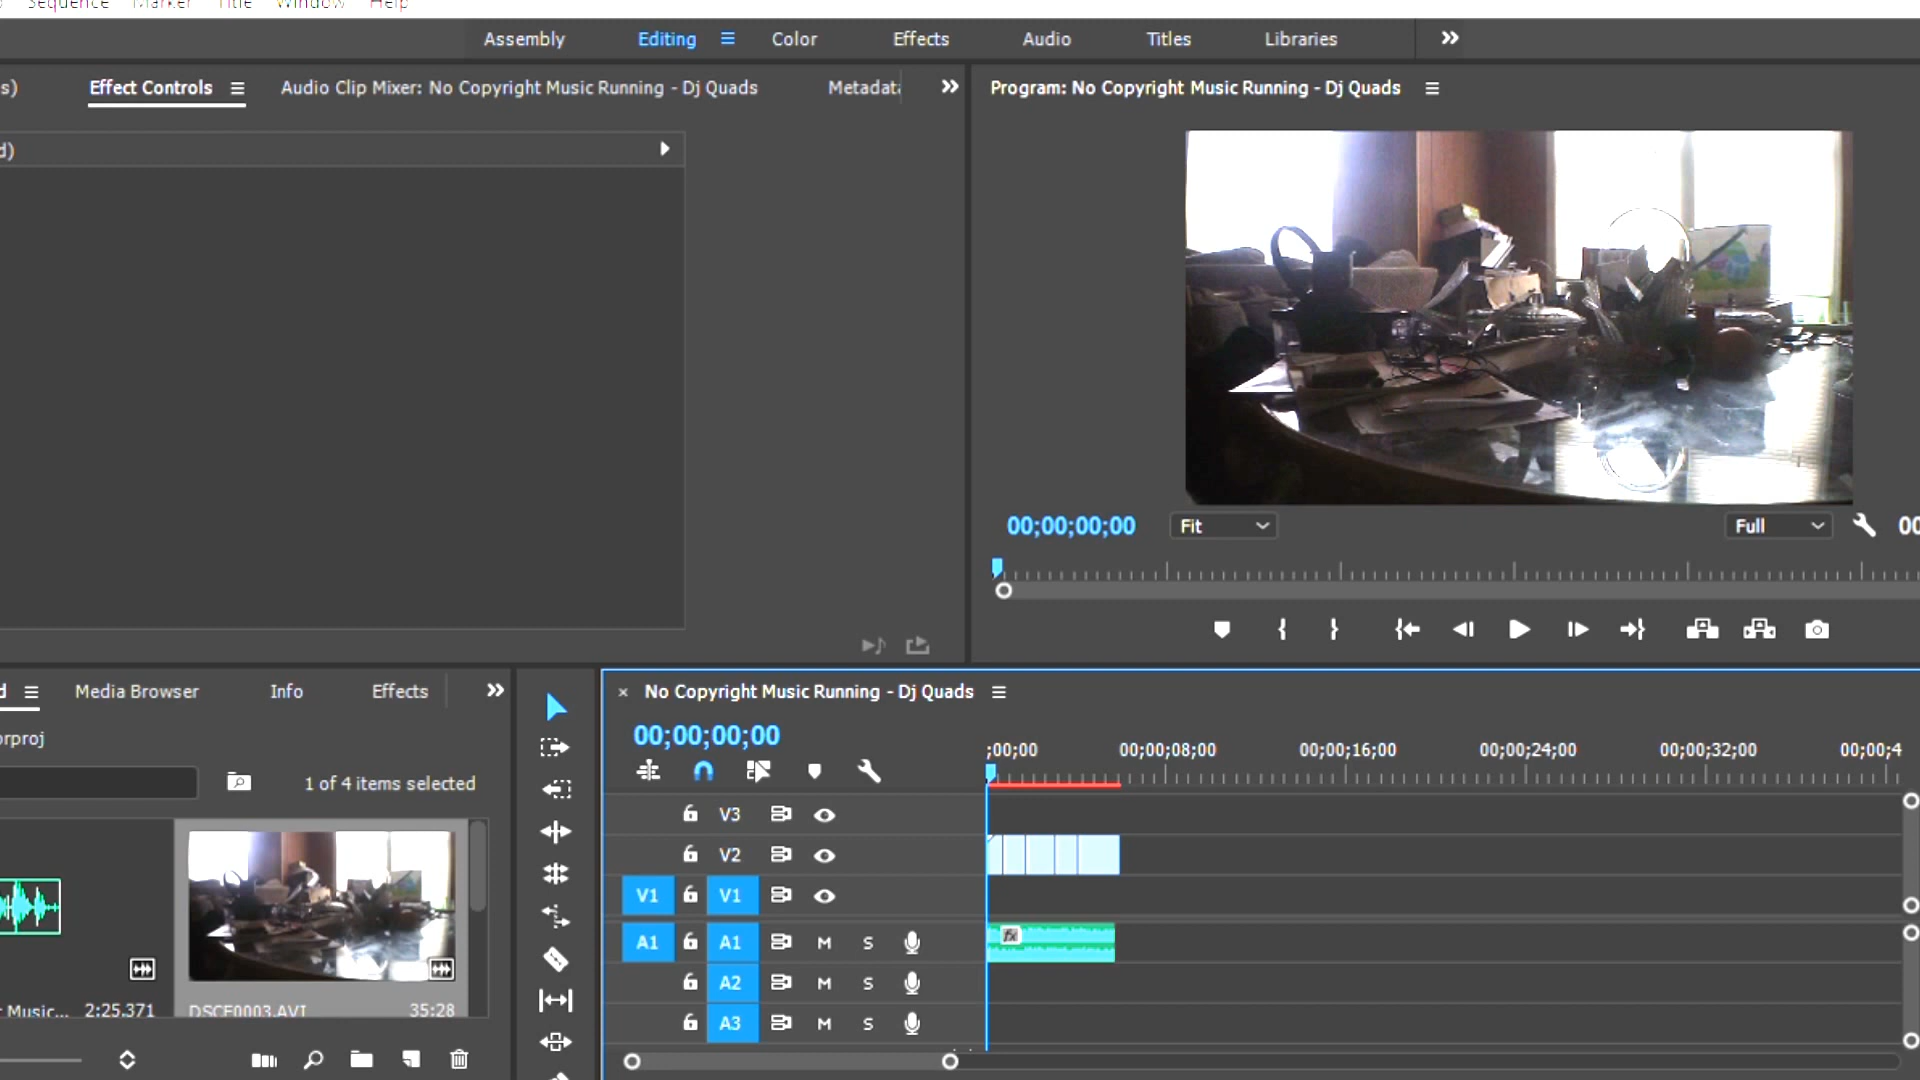 Sequence Marker Title Window Help
Assembly Editing Color Effects Audio Titles Libraries
s) Effect Controls Audio Clip Mixer: No Copyright Music Running - Dj Quads Metadata
Program: No Copyright Music Running - Dj Quads
d)
00;00;00;00 Fit Full 00
d Media Browser Info Effects
orproj
1 of 4 items selected
Music... 2:25.371
DSCF0003.AVI 35:28
× No Copyright Music Running - Dj Quads
00;00;00;00
;00;00 00;00;08;00 00;00;16;00 00;00;24;00 00;00;32;00 00;00;4
V3
V2
V1 V1
A1 A1 M S
fx
A2 M S
A3 M S